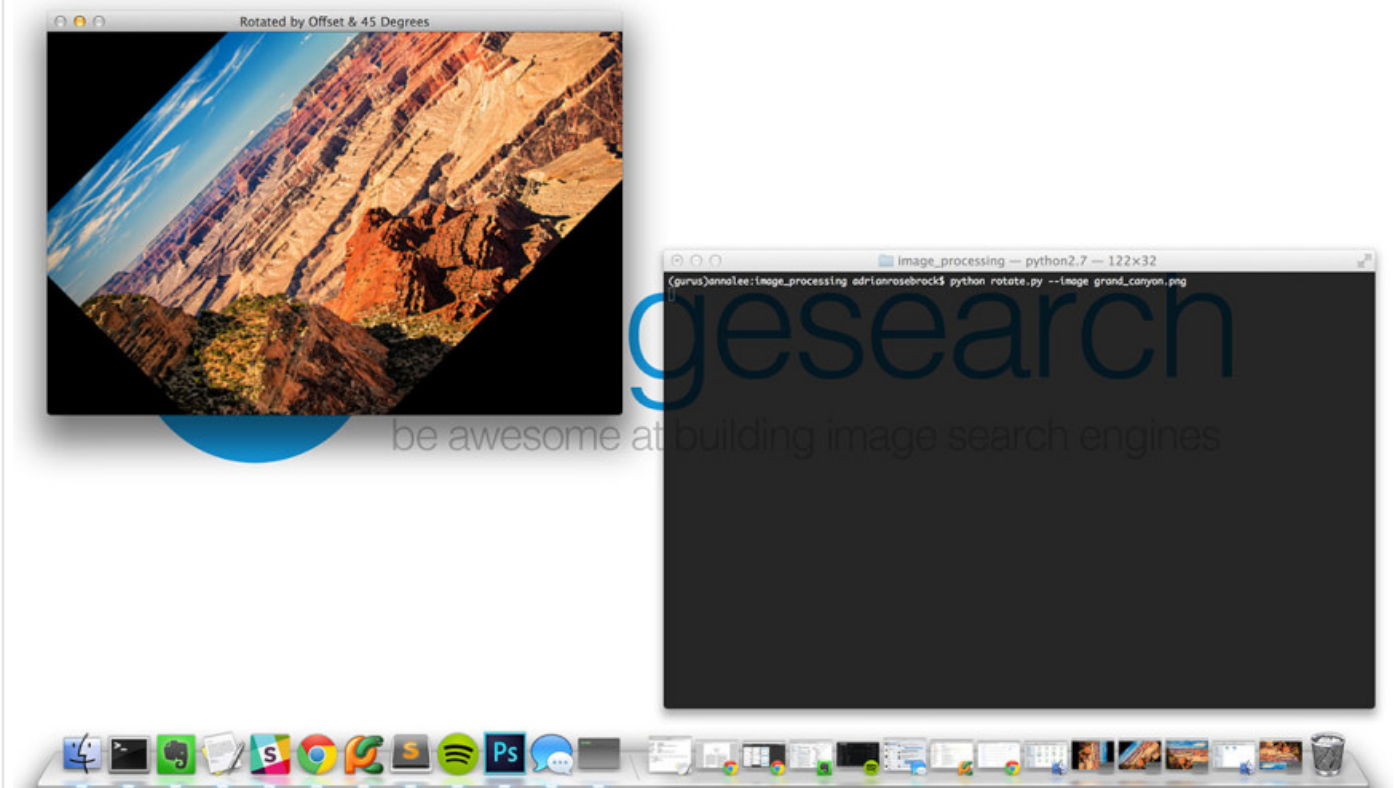 Rotated by Offset & 45 Degrees
image_processing — python2.7 — 122×32
(gurus)annalee:image_processing adrianrosebrock$ python rotate.py --image grand_canyon.png
gesearch
be awesome at building image search engines
>_
S
S
Ps